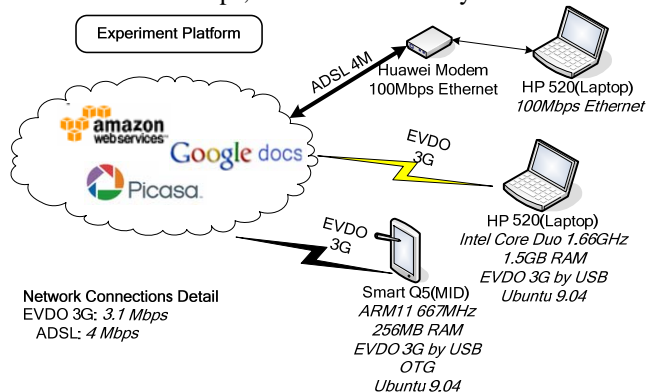 Experiment Platform
ADSL 4M
Huawei Modem
100Mbps Ethernet
HP 520(Laptop)
100Mbps Ethernet
amazon
webservices™
Google docs
Picasa™
EVDO
3G
HP 520(Laptop)
Intel Core Duo 1.66GHz
1.5GB RAM
EVDO 3G by USB
Ubuntu 9.04
EVDO
3G
Smart Q5(MID)
ARM11 667MHz
256MB RAM
EVDO 3G by USB
OTG
Ubuntu 9.04
Network Connections Detail
EVDO 3G: 3.1 Mbps
ADSL: 4 Mbps